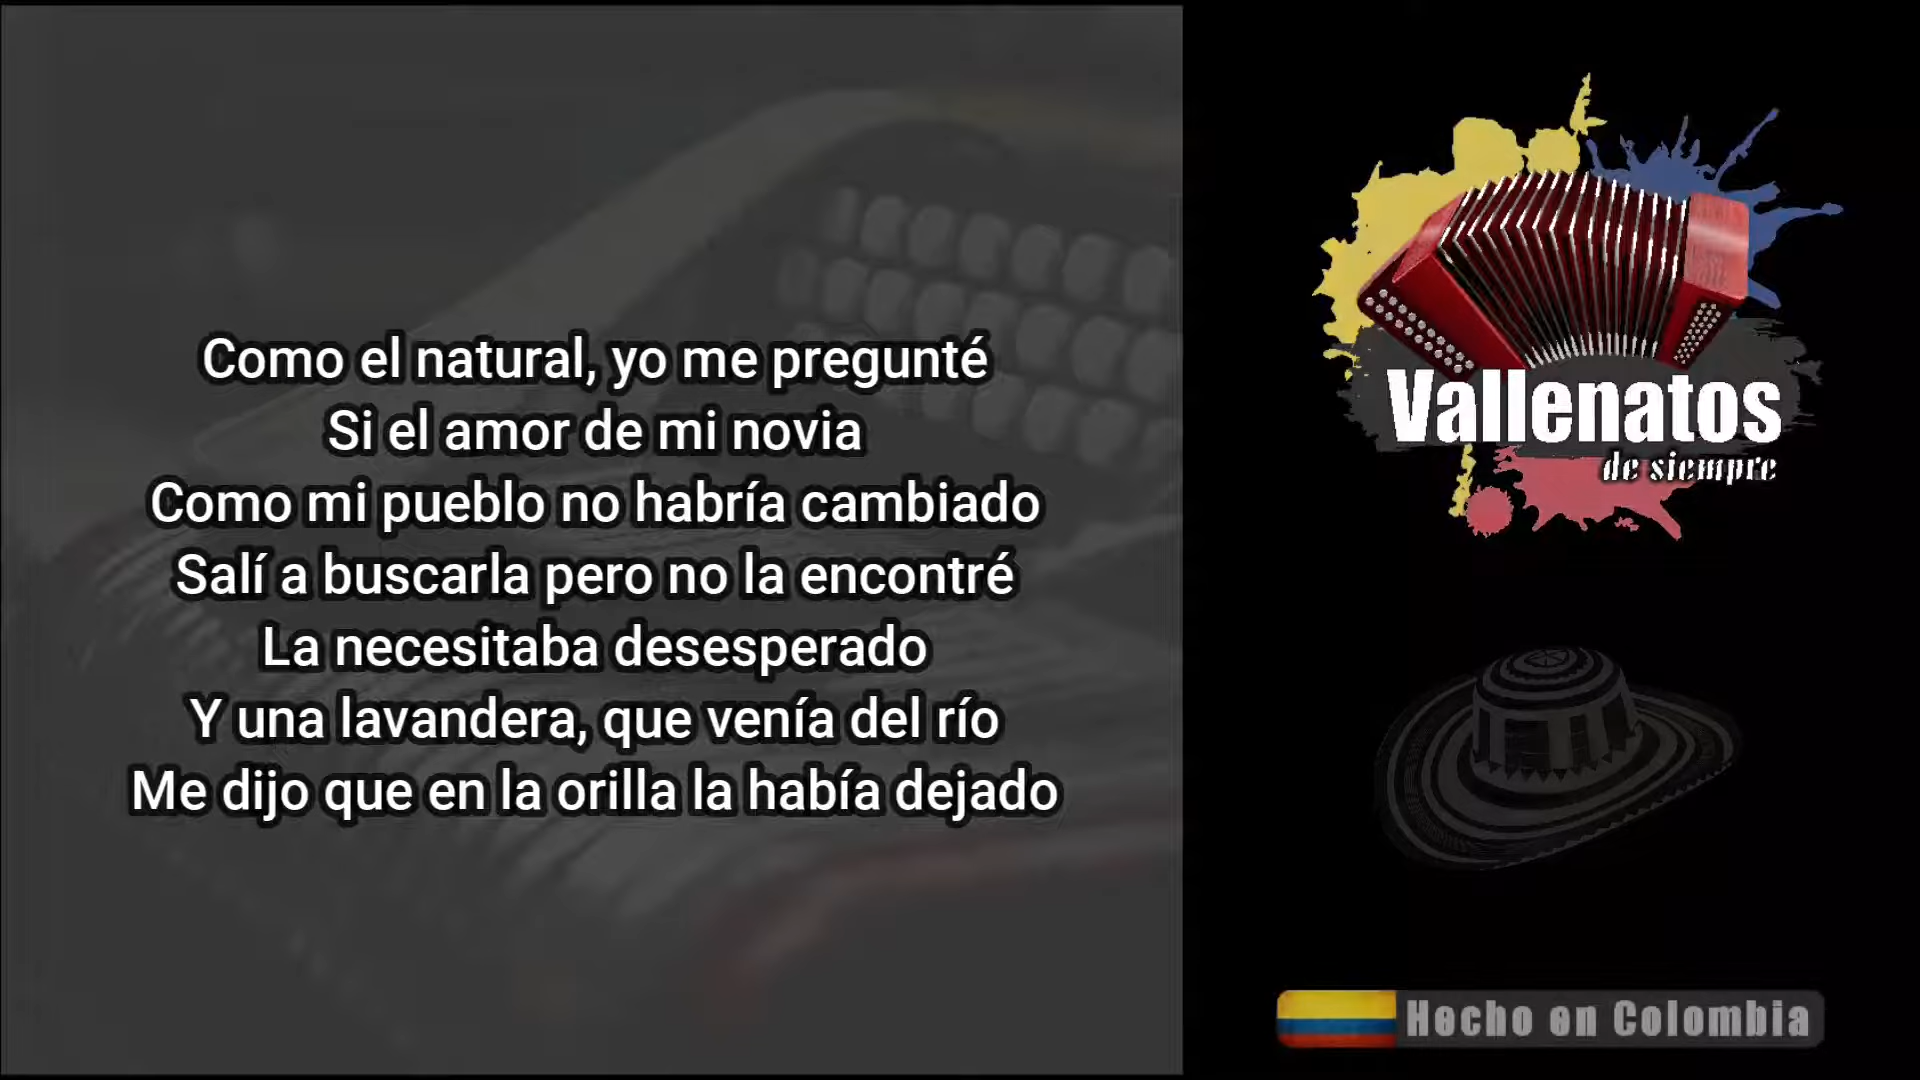 Como el natural, yo me pregunté
Si el amor de mi novia
Como mi pueblo no habría cambiado
Salí a buscarla pero no la encontré
La necesitaba desesperado
Y una lavandera, que venía del río
Me dijo que en la orilla la había dejado
Vallenatos
de siempre
Hecho en Colombia